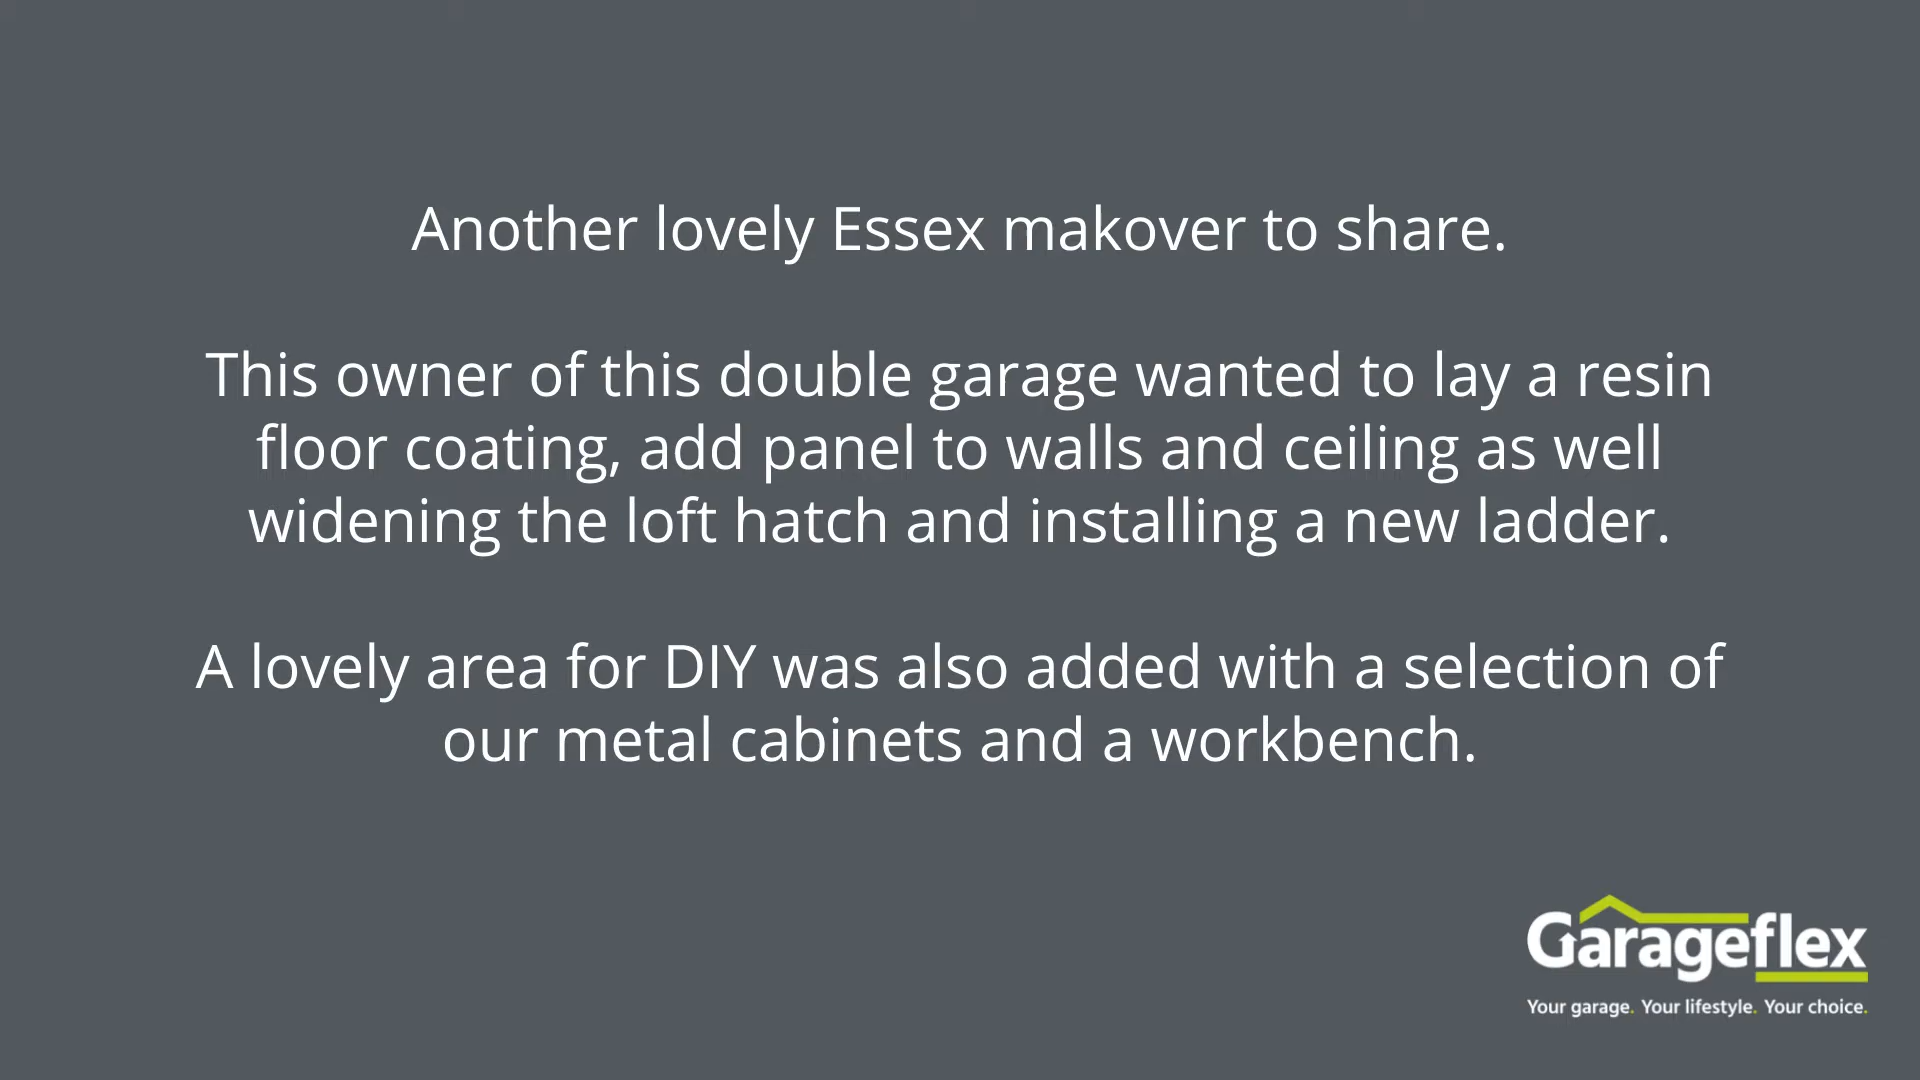 Another lovely Essex makover to share.
This owner of this double garage wanted to lay a resin
floor coating, add panel to walls and ceiling as well
widening the loft hatch and installing a new ladder.
A lovely area for DIY was also added with a selection of
our metal cabinets and a workbench.
Garageflex
Your garage. Your lifestyle. Your choice.